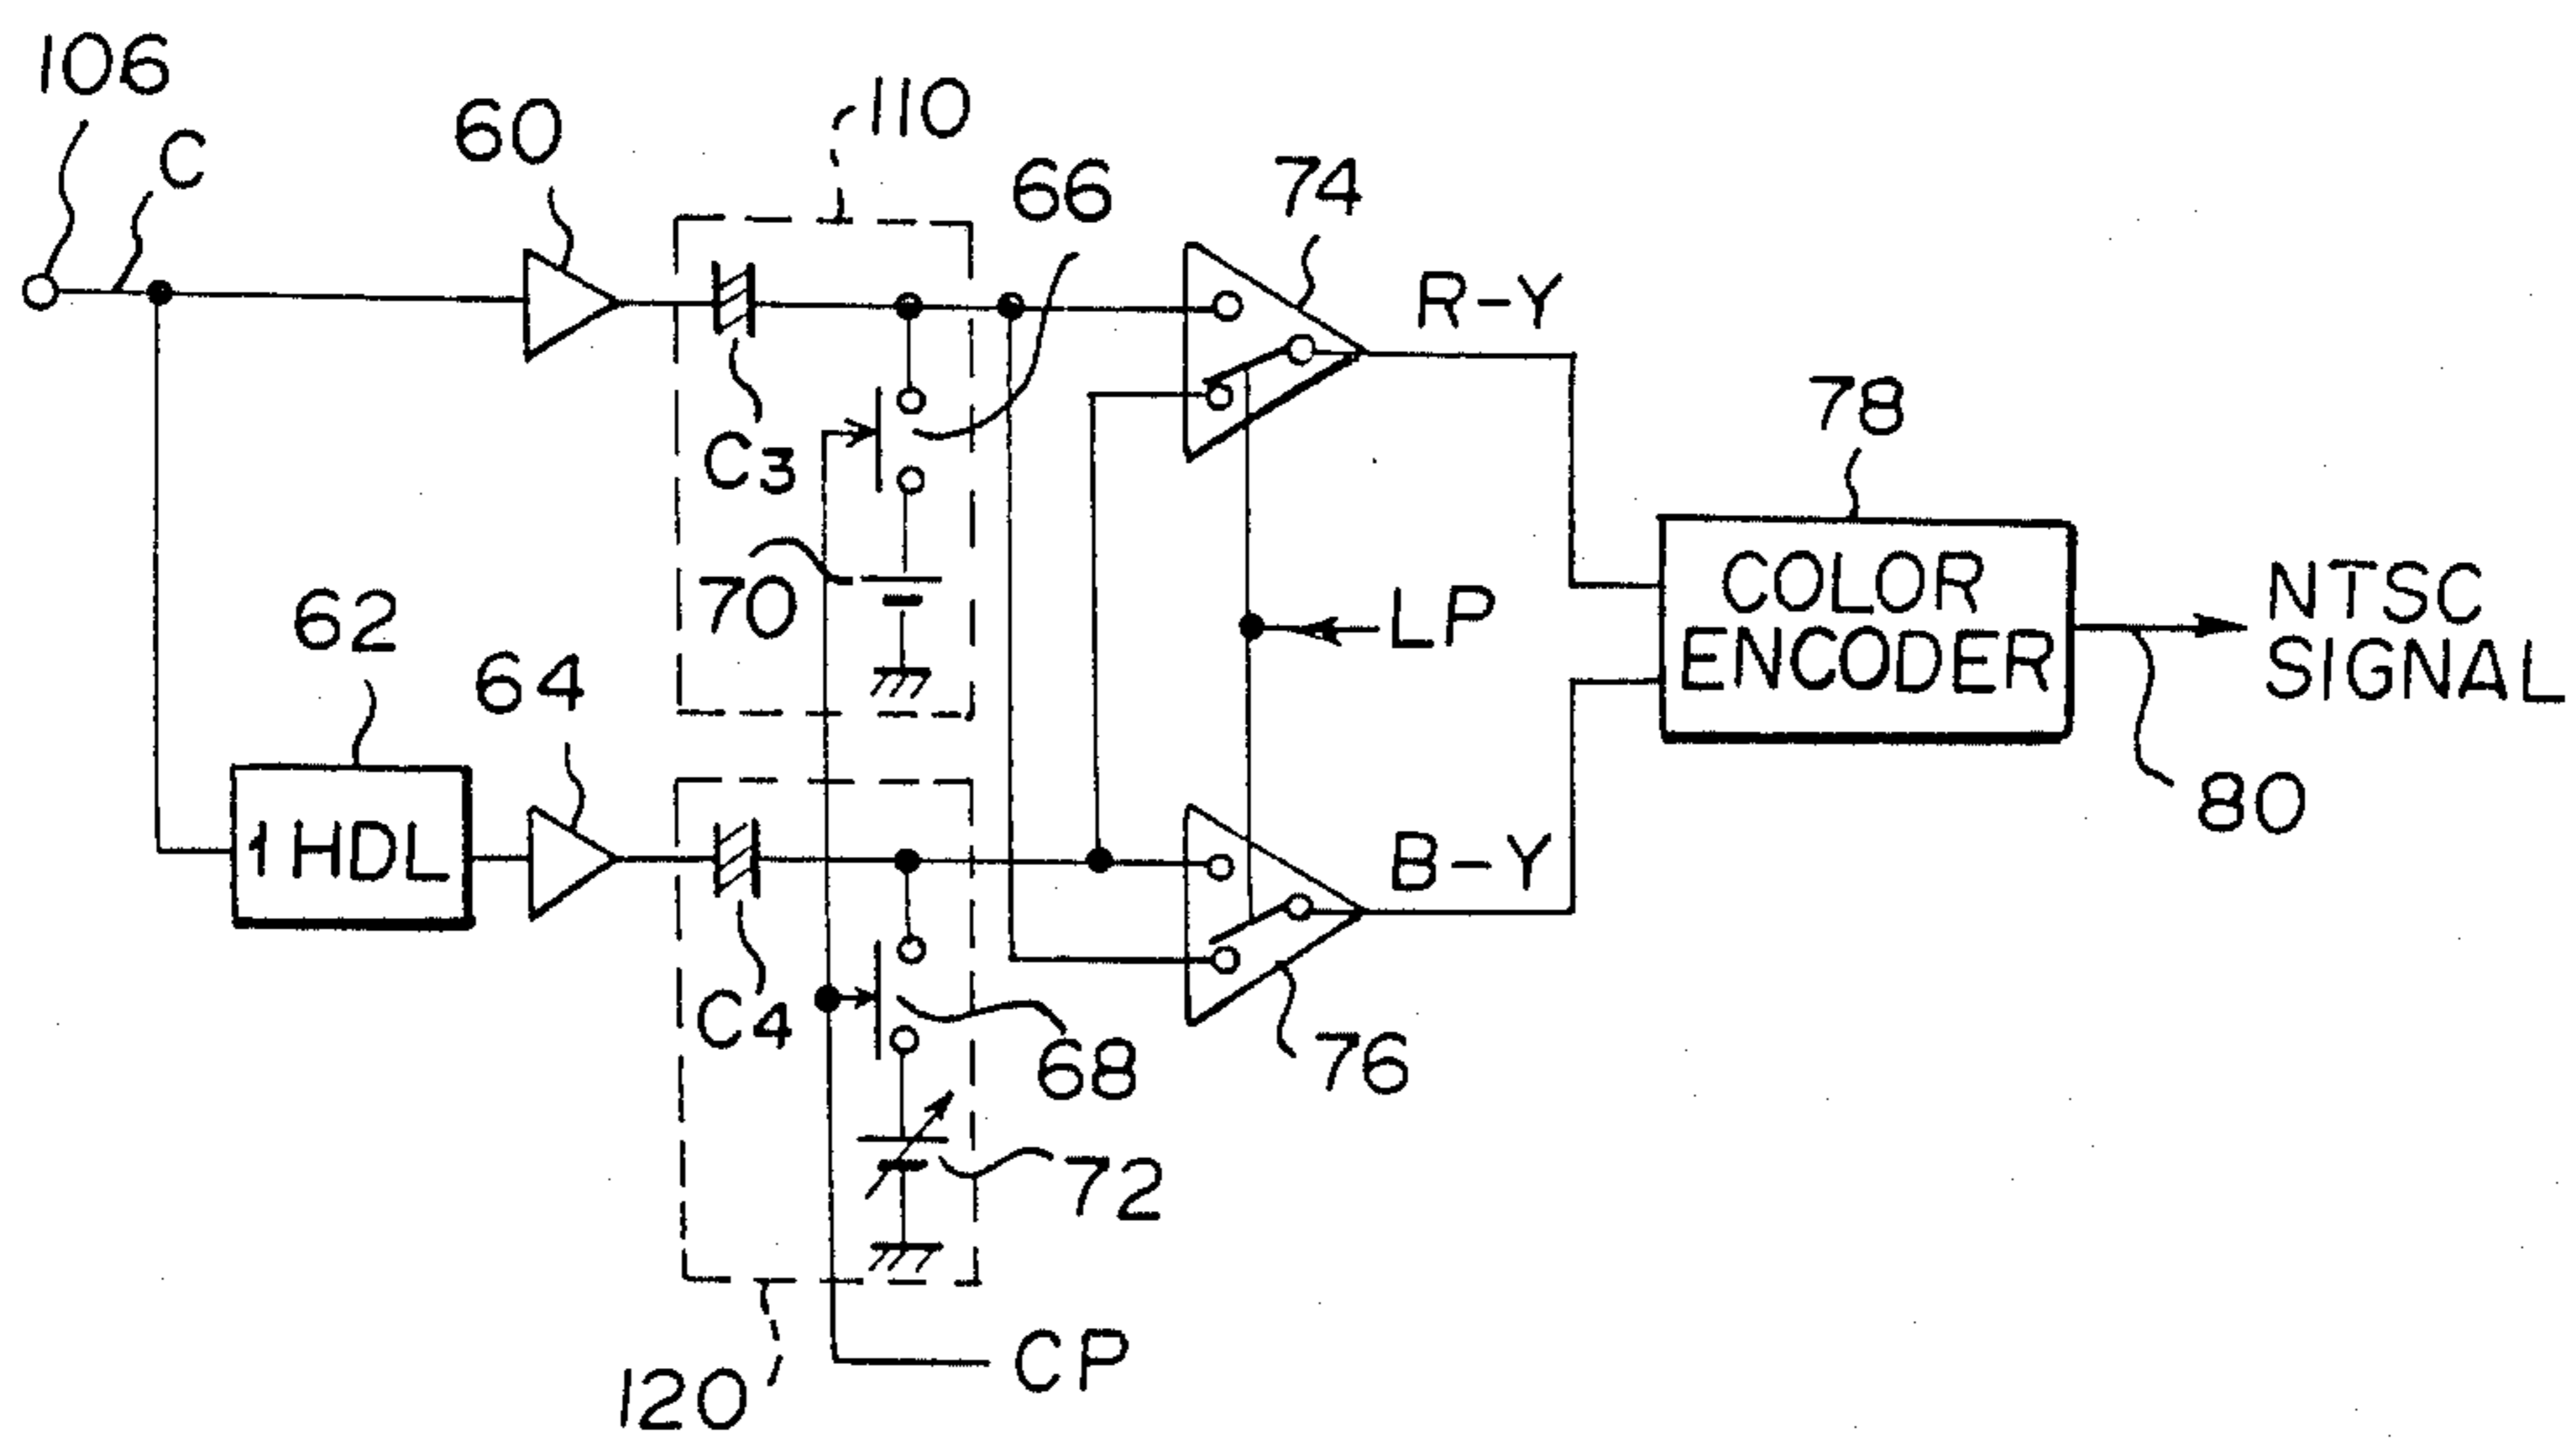 106
C
60
110
66
74
R-Y
C3
78
70
COLOR
ENCODER
LP
NTSC
SIGNAL
62
64
1HDL
80
B-Y
C4
68
76
72
120
CP